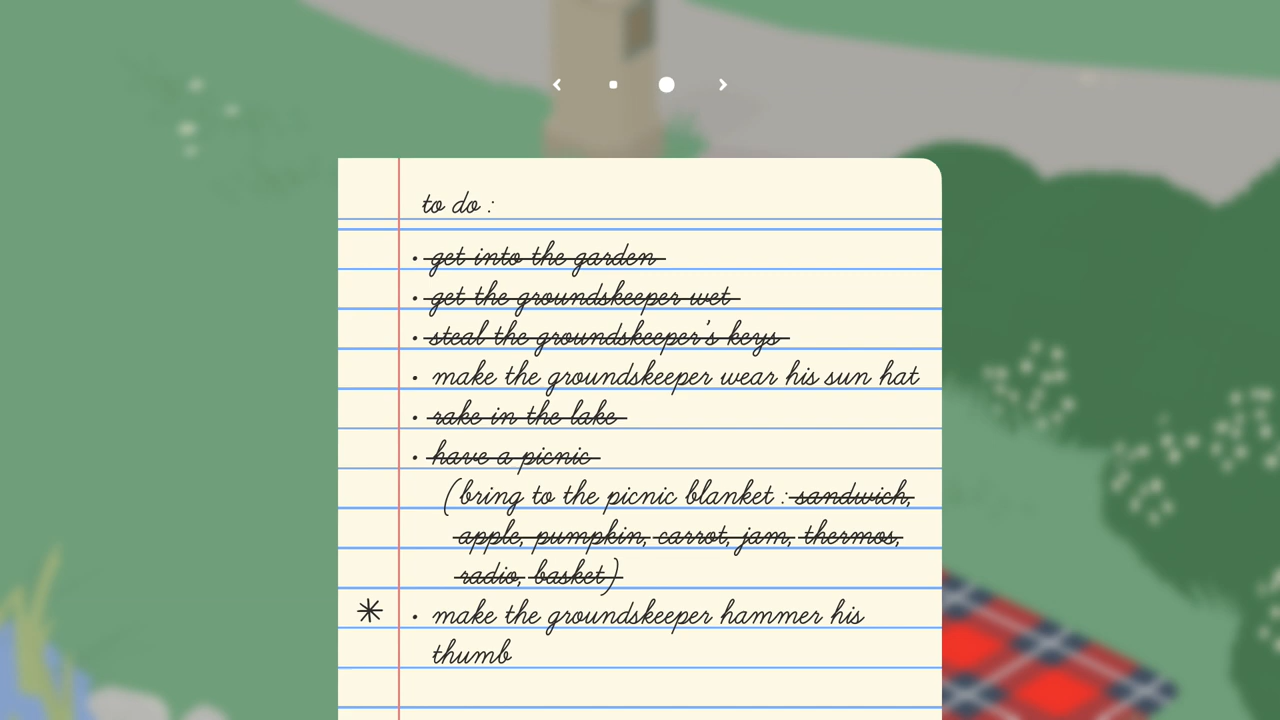 to do :
• get into the garden
• get the groundskeeper wet
• steal the groundskeeper's keys
• make the groundskeeper wear his sun hat
• rake in the lake
• have a picnic
(bring to the picnic blanket : sandwich,
apple, pumpkin, carrot, jam, thermos,
radio, basket)
* • make the groundskeeper hammer his
thumb